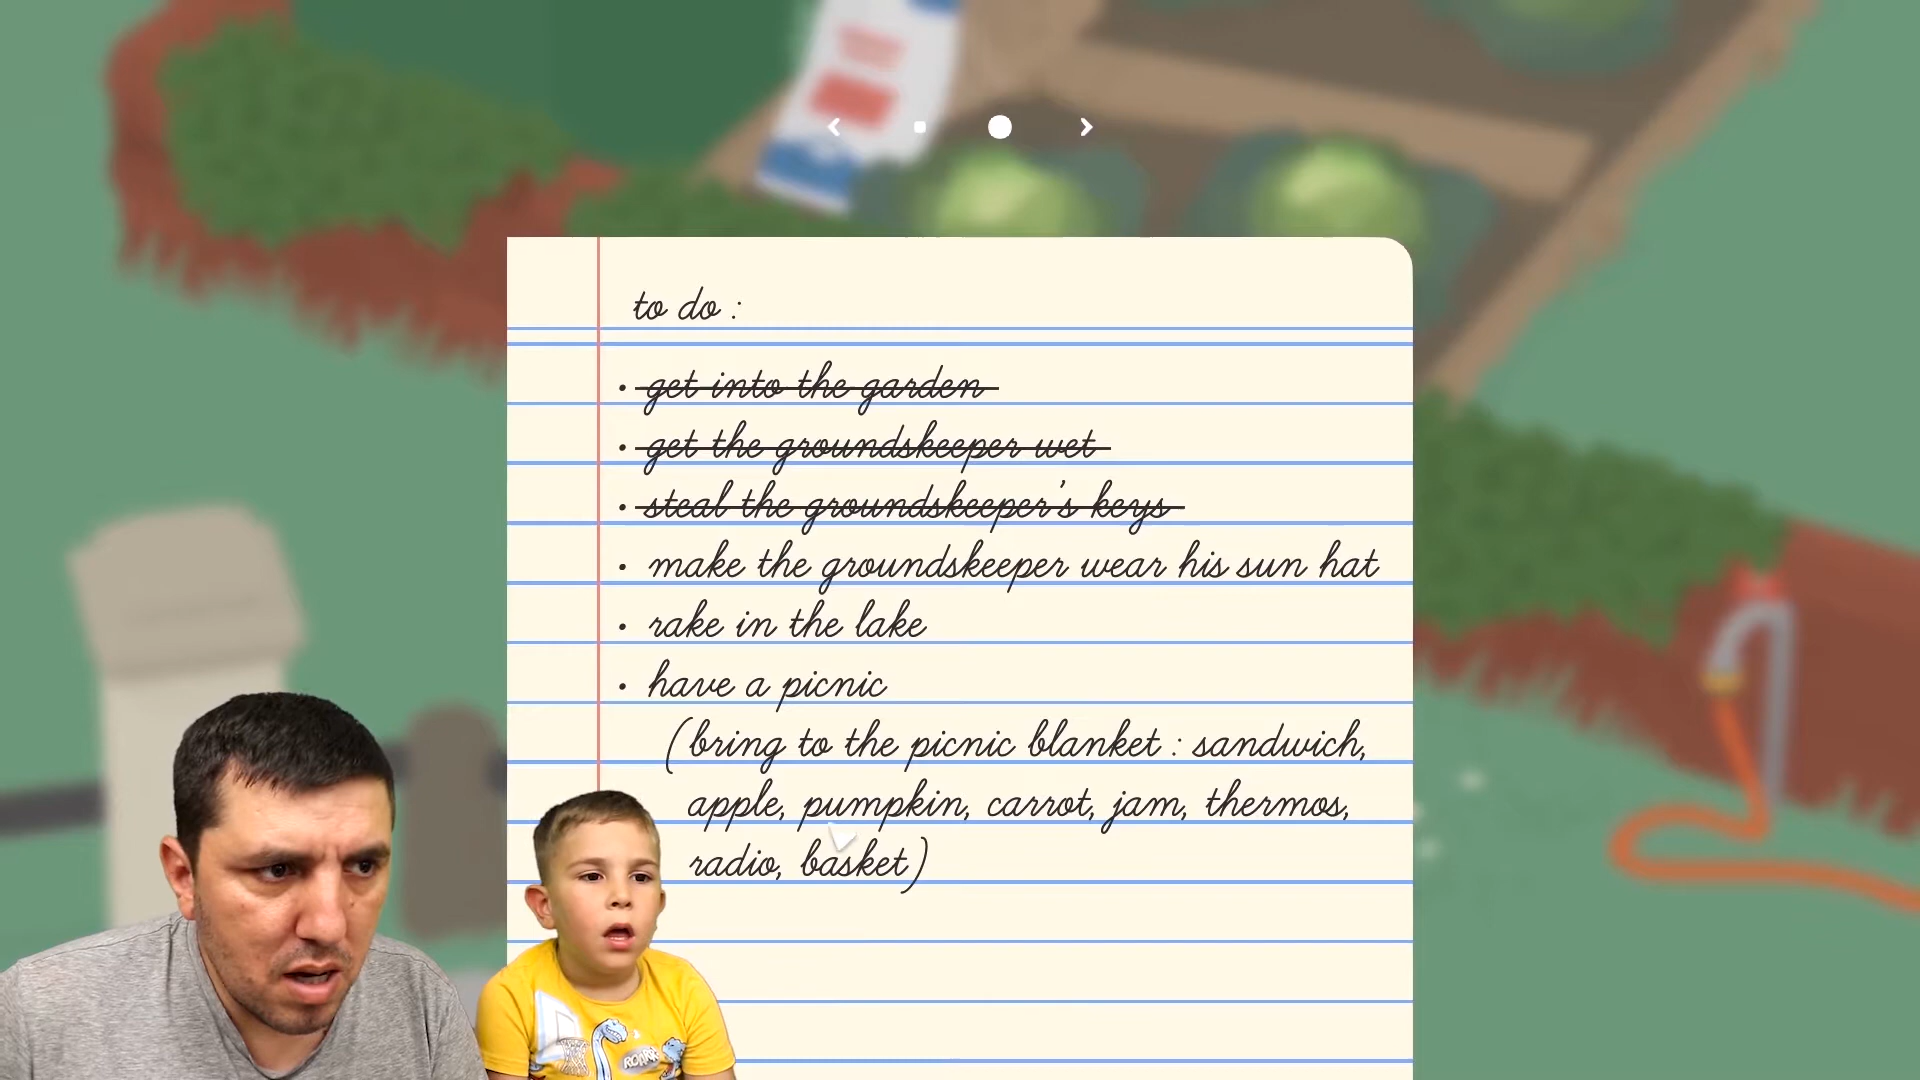 to do :
• get into the garden
• get the groundskeeper wet
• steal the groundskeeper's keys
• make the groundskeeper wear his sun hat
• rake in the lake
• have a picnic
(bring to the picnic blanket : sandwich,
apple, pumpkin, carrot, jam, thermos,
radio, basket)
ROAR